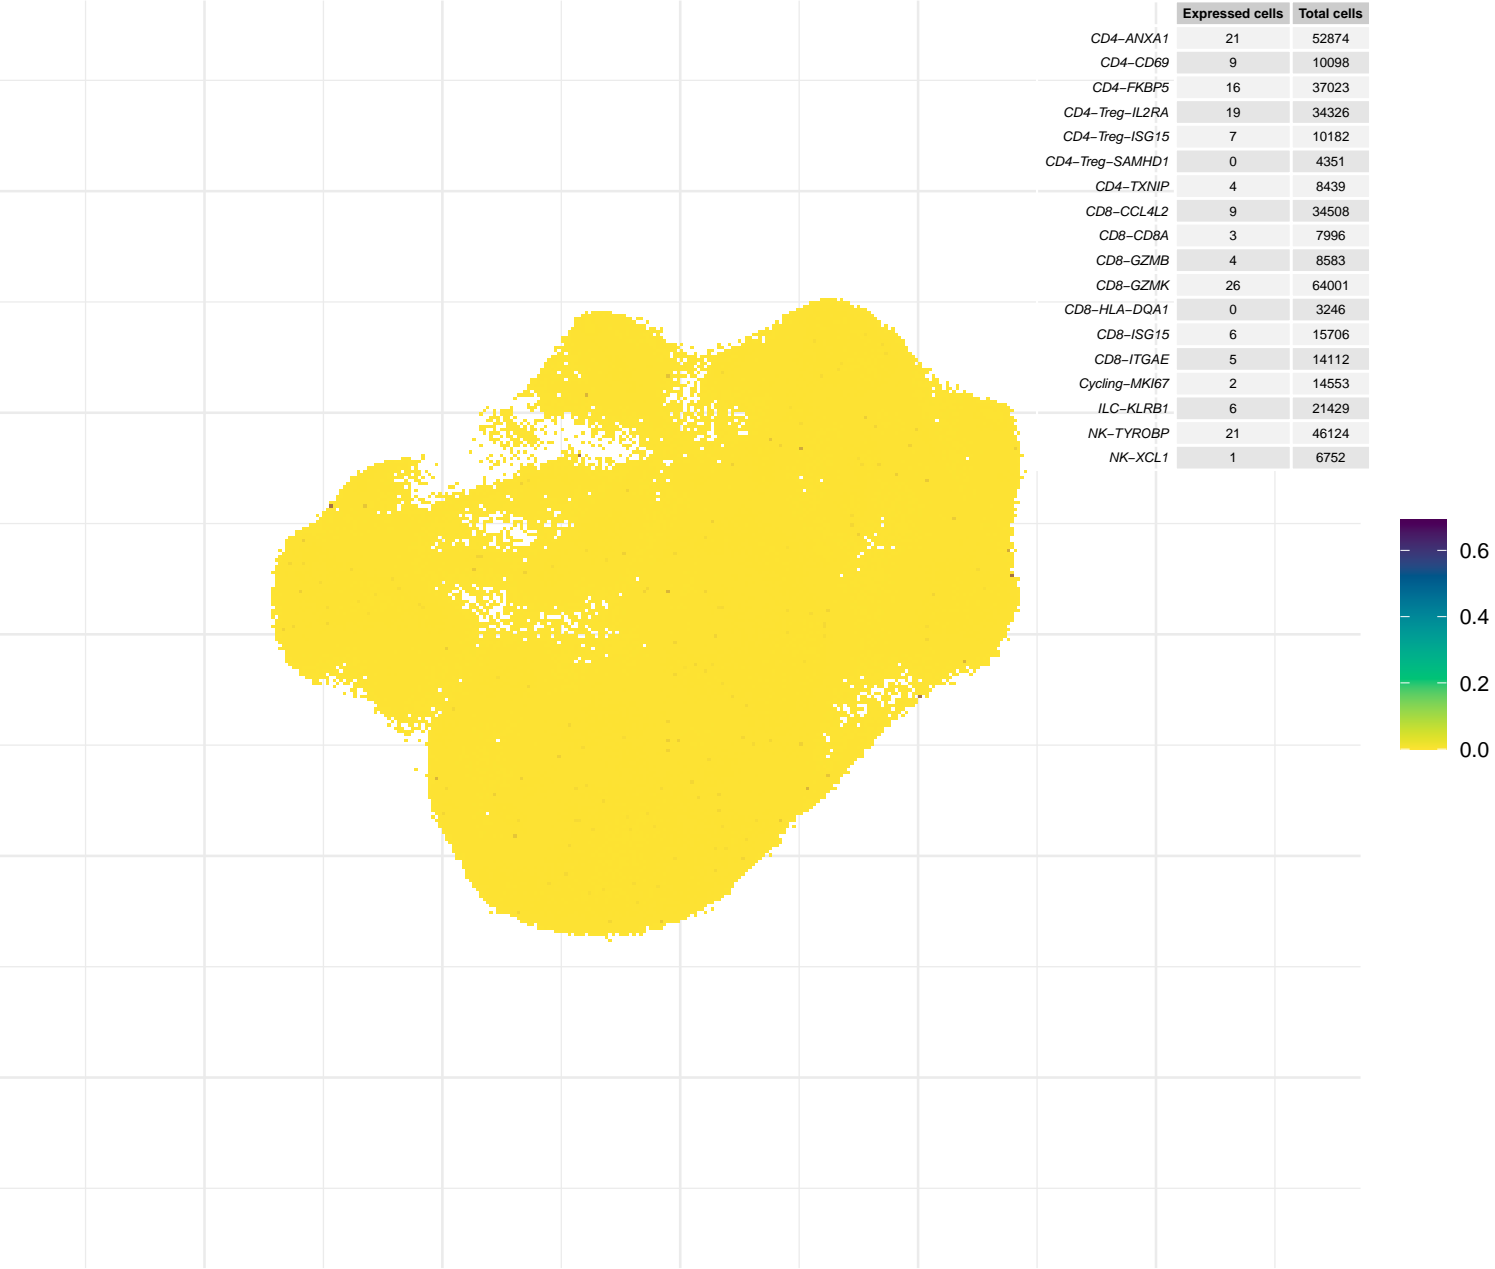 Expressed cells Total cells
CD4−ANXA1 21 52874
CD4−CD69 9 10098
CD4−FKBP5 16 37023
CD4−Treg−IL2RA 19 34326
CD4−Treg−ISG15 7 10182
CD4−Treg−SAMHD1 0 4351
CD4−TXNIP 4 8439
CD8−CCL4L2 9 34508
CD8−CD8A 3 7996
CD8−GZMB 4 8583
CD8−GZMK 26 64001
CD8−HLA−DQA1 0 3246
CD8−ISG15 6 15706
CD8−ITGAE 5 14112
Cycling−MKI67 2 14553
ILC−KLRB1 6 21429
NK−TYROBP 21 46124
NK−XCL1 1 6752
0.6
0.4
0.2
0.0